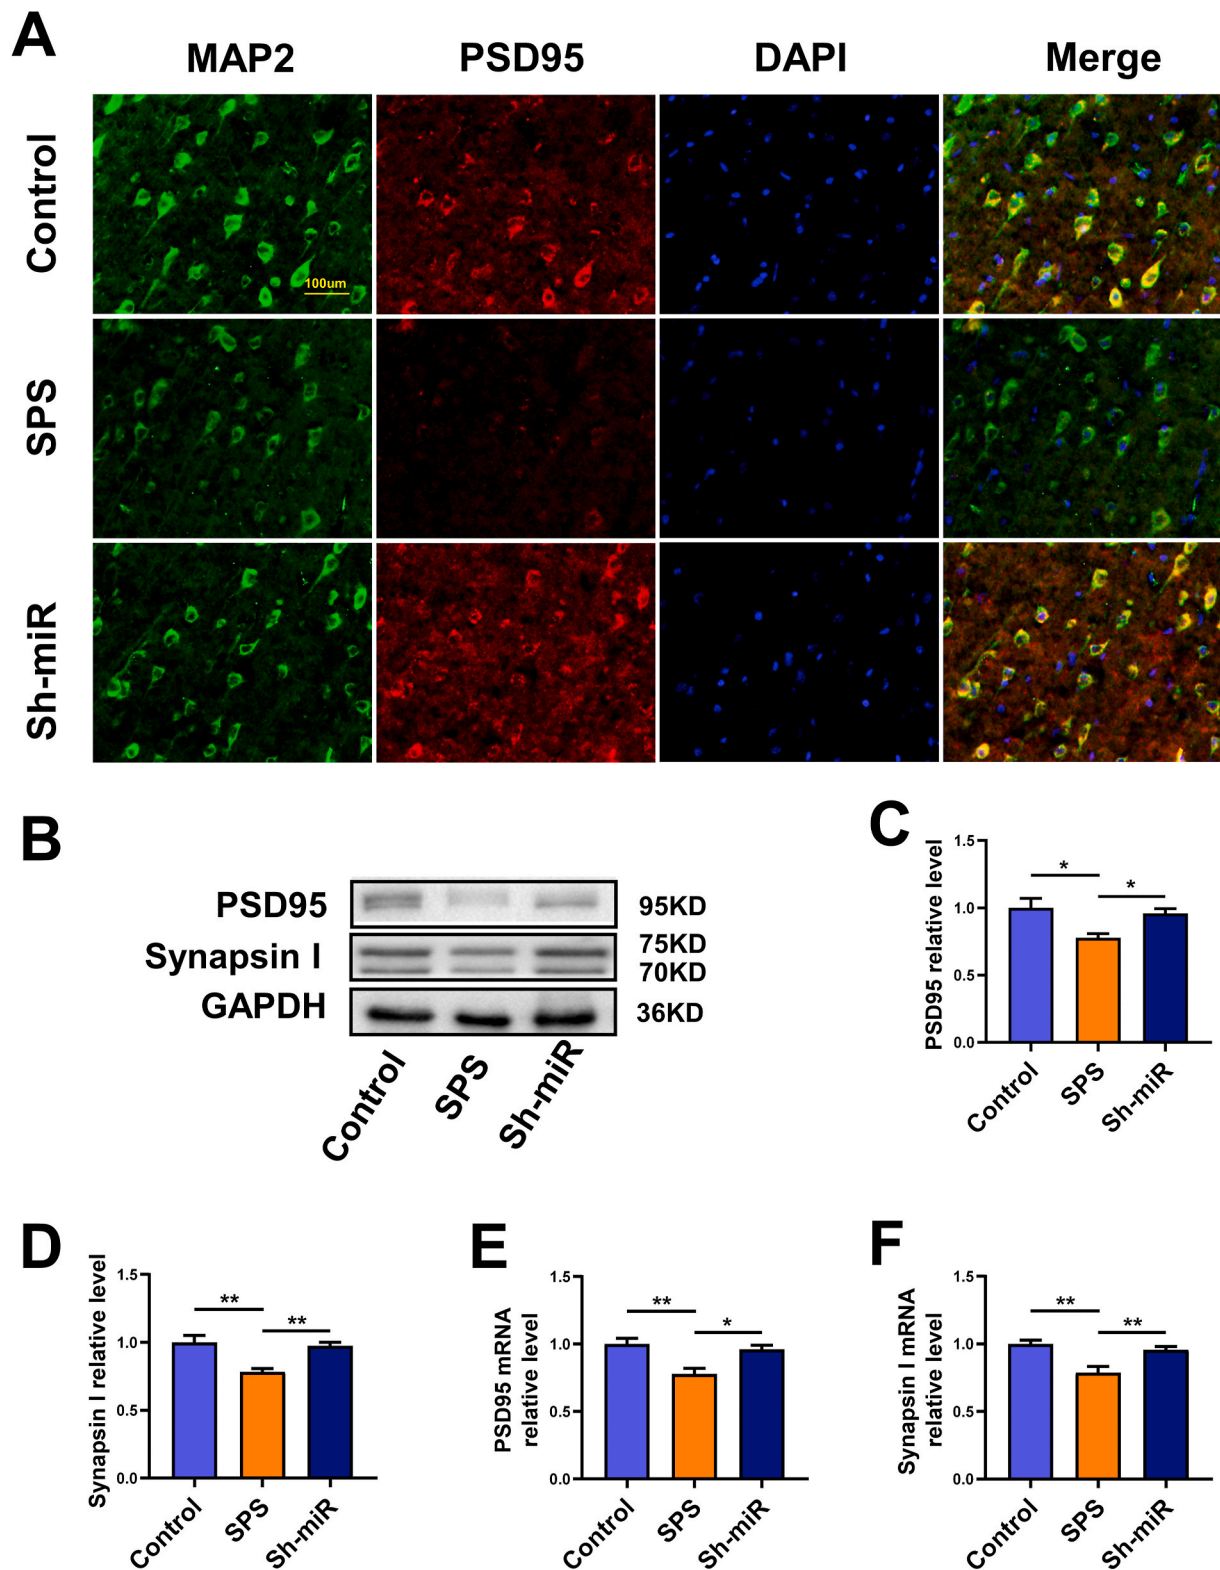 A
MAP2 PSD95 DAPI Merge
Control
100um
SPS
Sh-miR
B
PSD95 95KD
Synapsin I 75KD
70KD
GAPDH 36KD
Control SPS Sh-miR
C
PSD95 relative level
1.5
1.0
0.5
0.0
*
*
Control SPS Sh-miR
D
Synapsin I relative level
1.5
1.0
0.5
0.0
**
**
Control SPS Sh-miR
E
PSD95 mRNA
relative level
1.5
1.0
0.5
0.0
**
*
Control SPS Sh-miR
F
Synapsin I mRNA
relative level
1.5
1.0
0.5
0.0
**
**
Control SPS Sh-miR